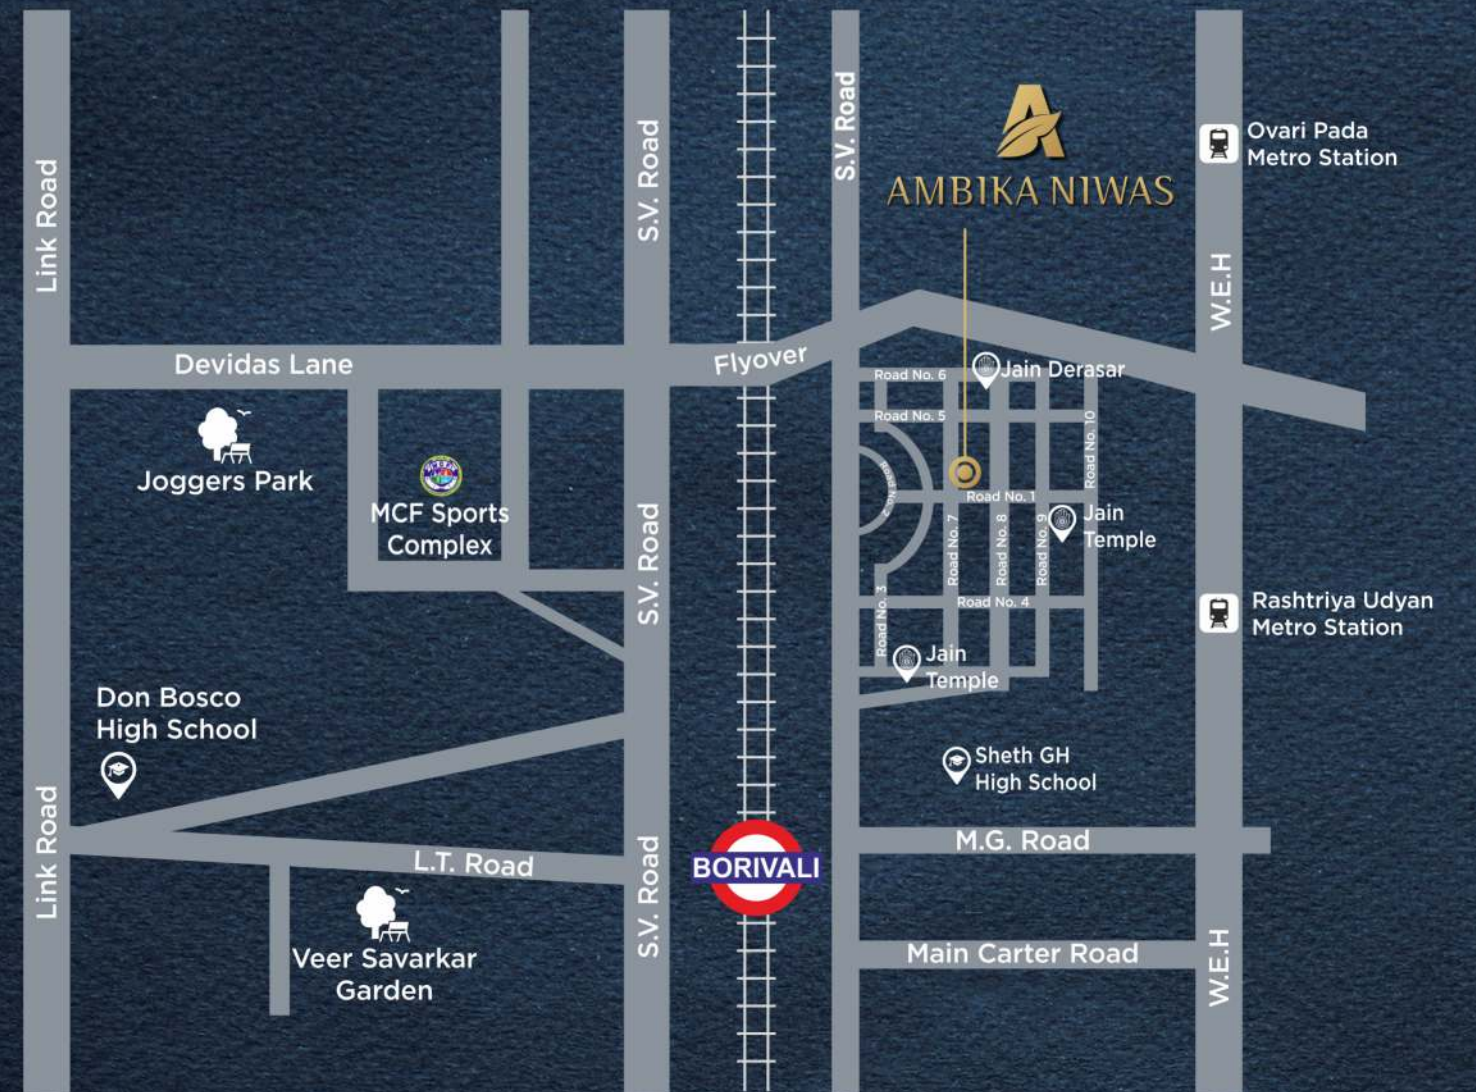 Link Road
S.V. Road
S.V. Road
AMBIKA NIWAS
Ovari Pada
Metro Station
W.E.H
Devidas Lane
Flyover
Road No. 6
Jain Derasar
Road No. 5
Road No. 10
Joggers Park
MCF Sports
Complex
S.V. Road
Road No. 1
Road No. 7
Road No. 8
Road No. 9
Jain
Temple
Road No. 4
Road No. 3
Rashtriya Udyan
Metro Station
Jain
Temple
Don Bosco
High School
Sheth GH
High School
Link Road
L.T. Road
S.V. Road
BORIVALI
M.G. Road
Veer Savarkar
Garden
Main Carter Road
W.E.H